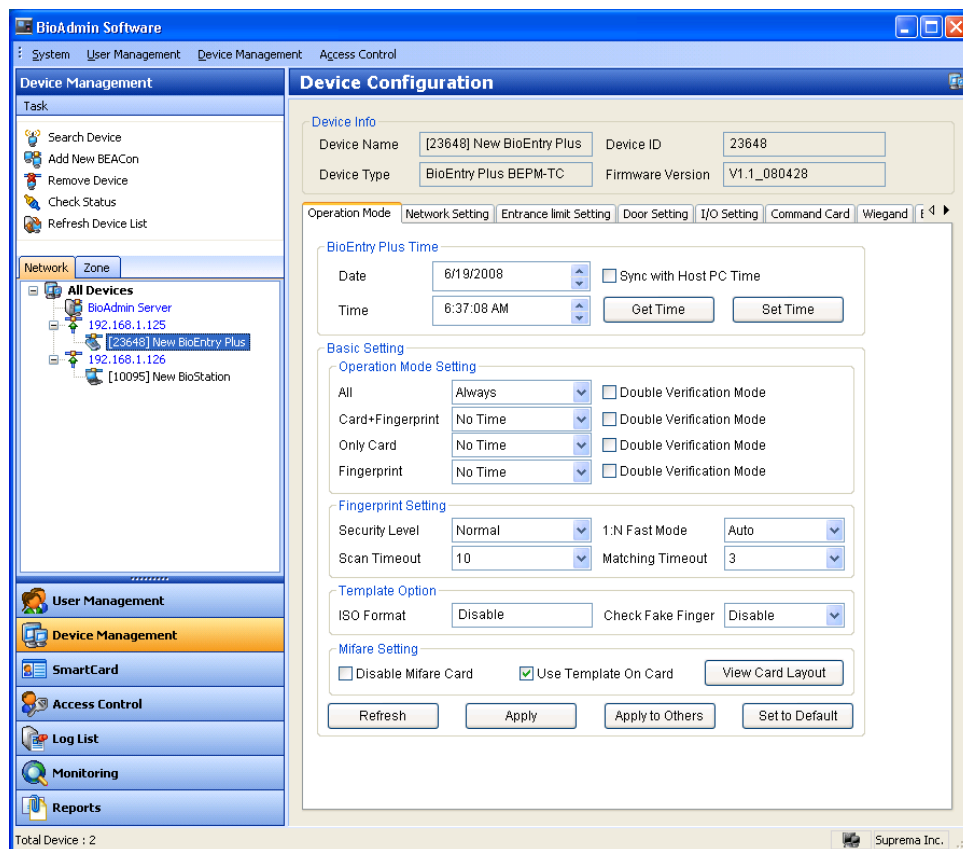 BioAdmin Software
System User Management Device Management Access Control
Device Management
Task
Search Device
Add New BEACon
Remove Device
Check Status
Refresh Device List
Network Zone
All Devices
BioAdmin Server
192.168.1.125
[23648] New BioEntry Plus
192.168.1.126
[10095] New BioStation
User Management
Device Management
SmartCard
Access Control
Log List
Monitoring
Reports
Device Configuration
Device Info
Device Name [23648] New BioEntry Plus Device ID 23648
Device Type BioEntry Plus BEPM-TC Firmware Version V1.1_080428
Operation Mode Network Setting Entrance limit Setting Door Setting I/O Setting Command Card Wiegand
BioEntry Plus Time
Date 6/19/2008 Sync with Host PC Time
Time 6:37:08 AM Get Time Set Time
Basic Setting
Operation Mode Setting
All Always Double Verification Mode
Card+Fingerprint No Time Double Verification Mode
Only Card No Time Double Verification Mode
Fingerprint No Time Double Verification Mode
Fingerprint Setting
Security Level Normal 1:N Fast Mode Auto
Scan Timeout 10 Matching Timeout 3
Template Option
ISO Format Disable Check Fake Finger Disable
Mifare Setting
Disable Mifare Card Use Template On Card View Card Layout
Refresh Apply Apply to Others Set to Default
Total Device : 2 Suprema Inc.